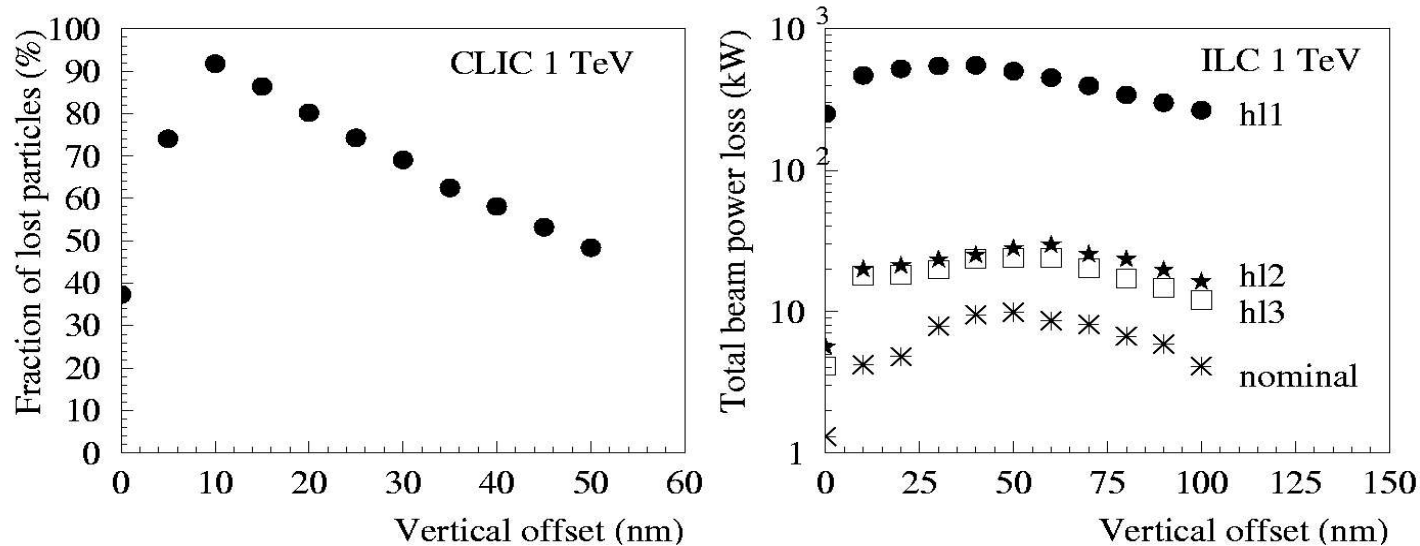 Fraction of lost particles (%)
100
90
80
70
60
50
40
30
20
10
0
CLIC 1 TeV
0 10 20 30 40 50 60
Vertical offset (nm)
Total beam power loss (kW)
10^3
10^2
10
1
ILC 1 TeV
hl1
hl2
hl3
nominal
0 25 50 75 100 125 150
Vertical offset (nm)